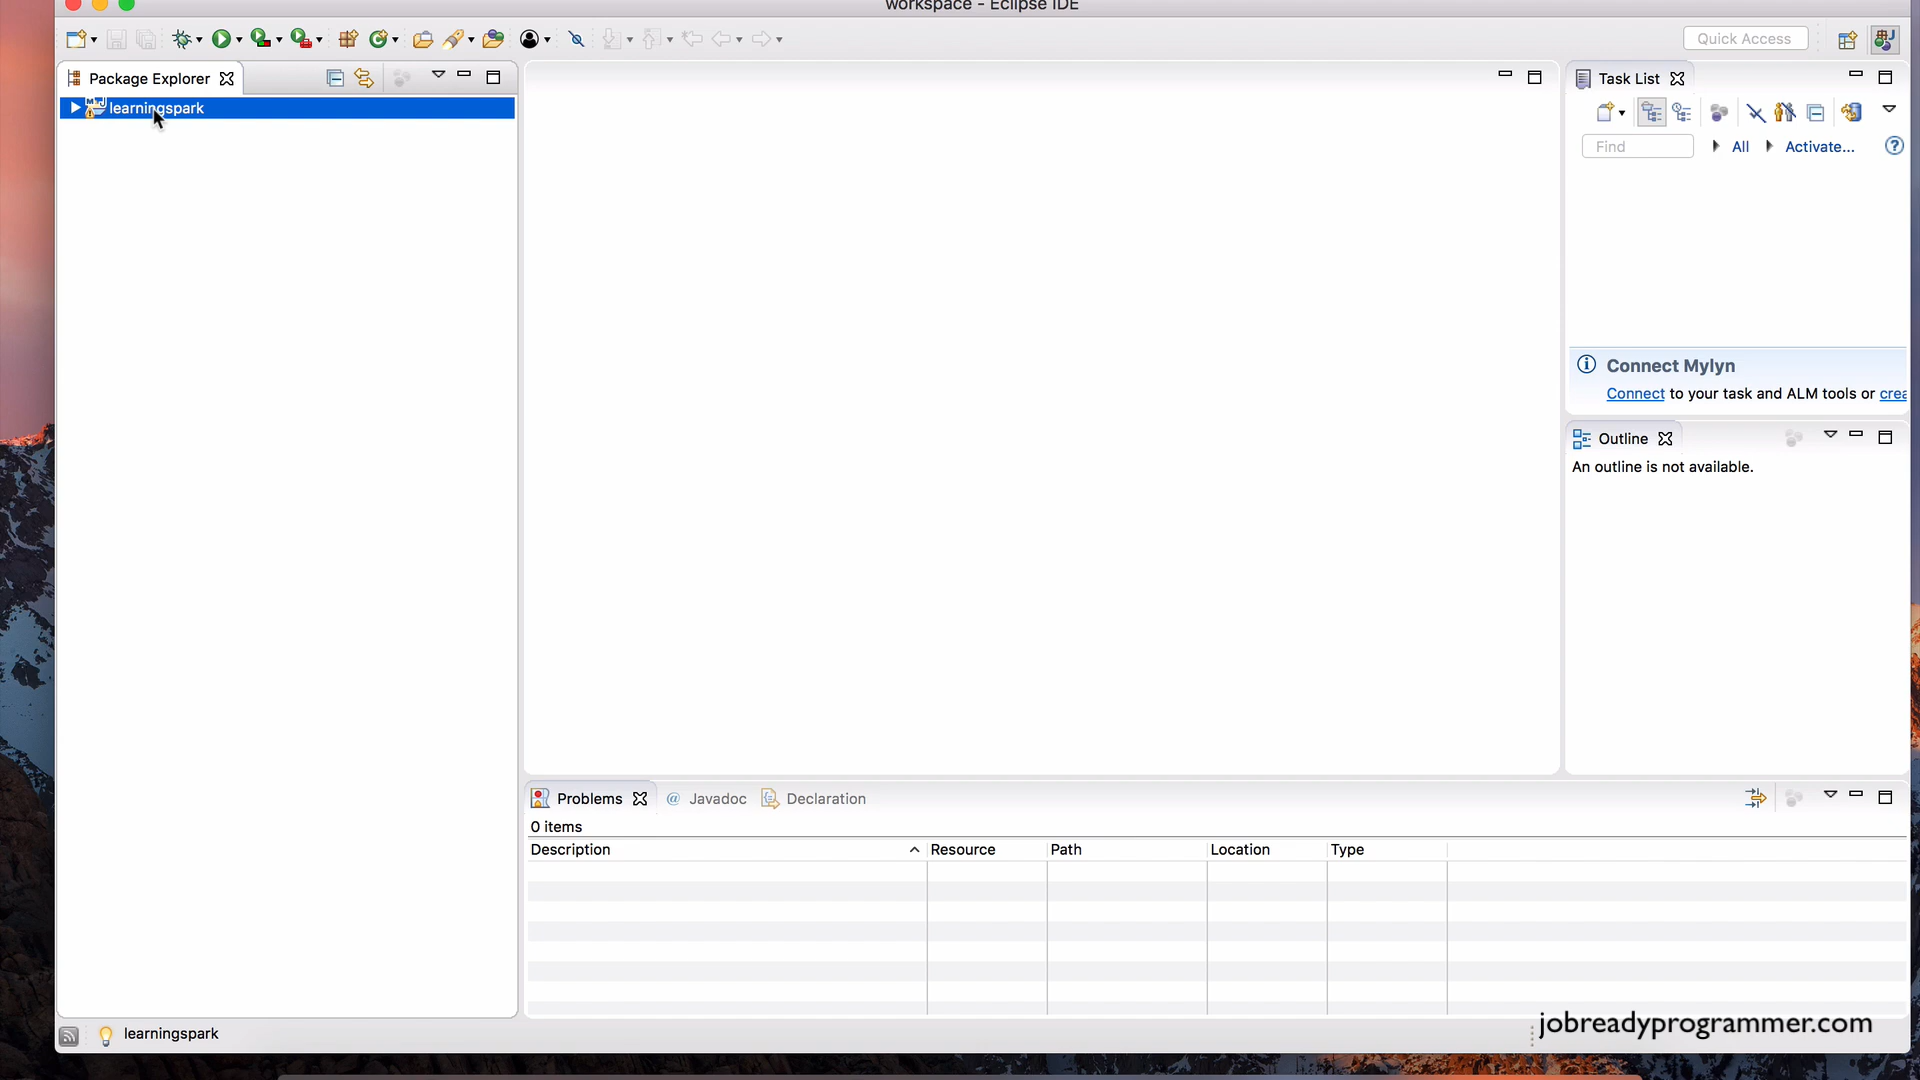 workspace - Eclipse IDE
Quick Access
Package Explorer
learningspark
Task List
Find
All
Activate...
Connect Mylyn
Connect to your task and ALM tools or crea
Outline
An outline is not available.
Problems
@ Javadoc
Declaration
0 items
Description
Resource
Path
Location
Type
learningspark
jobreadyprogrammer.com